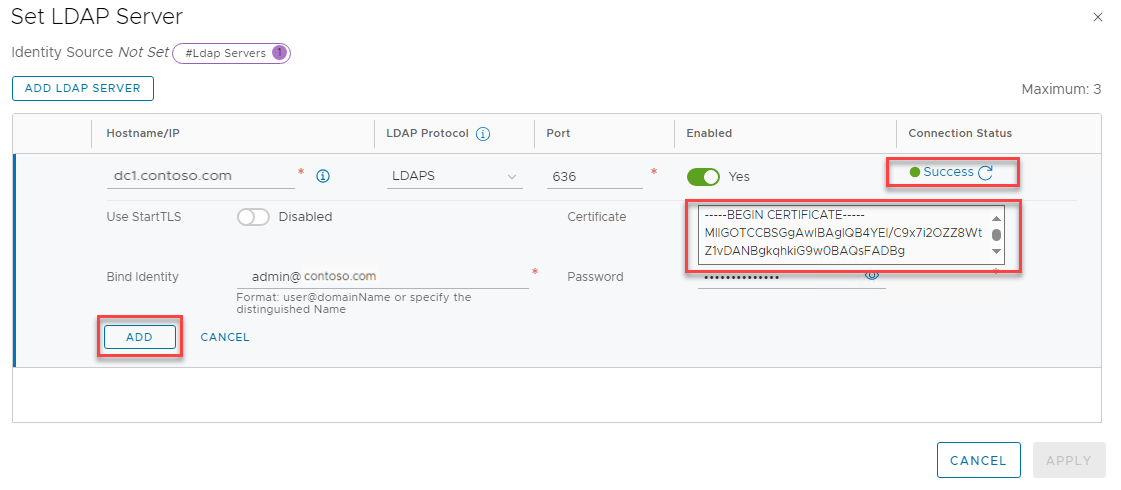 Set LDAP Server
Identity Source Not Set #Ldap Servers 1
ADD LDAP SERVER
Maximum: 3
Hostname/IP LDAP Protocol Port Enabled Connection Status
dc1.contoso.com * LDAPS 636 * Yes Success
Use StartTLS Disabled Certificate
-----BEGIN CERTIFICATE-----
MIIGOTCCBSGgAwIBAgIQB4YEI/C9x7i2OZZ8Wt
Z1vDANBgkqhkiG9w0BAQsFADBg
Bind Identity admin@ contoso.com * Password •••••••••••••• *
Format: user@domainName or specify the
distinguished Name
ADD CANCEL
CANCEL APPLY